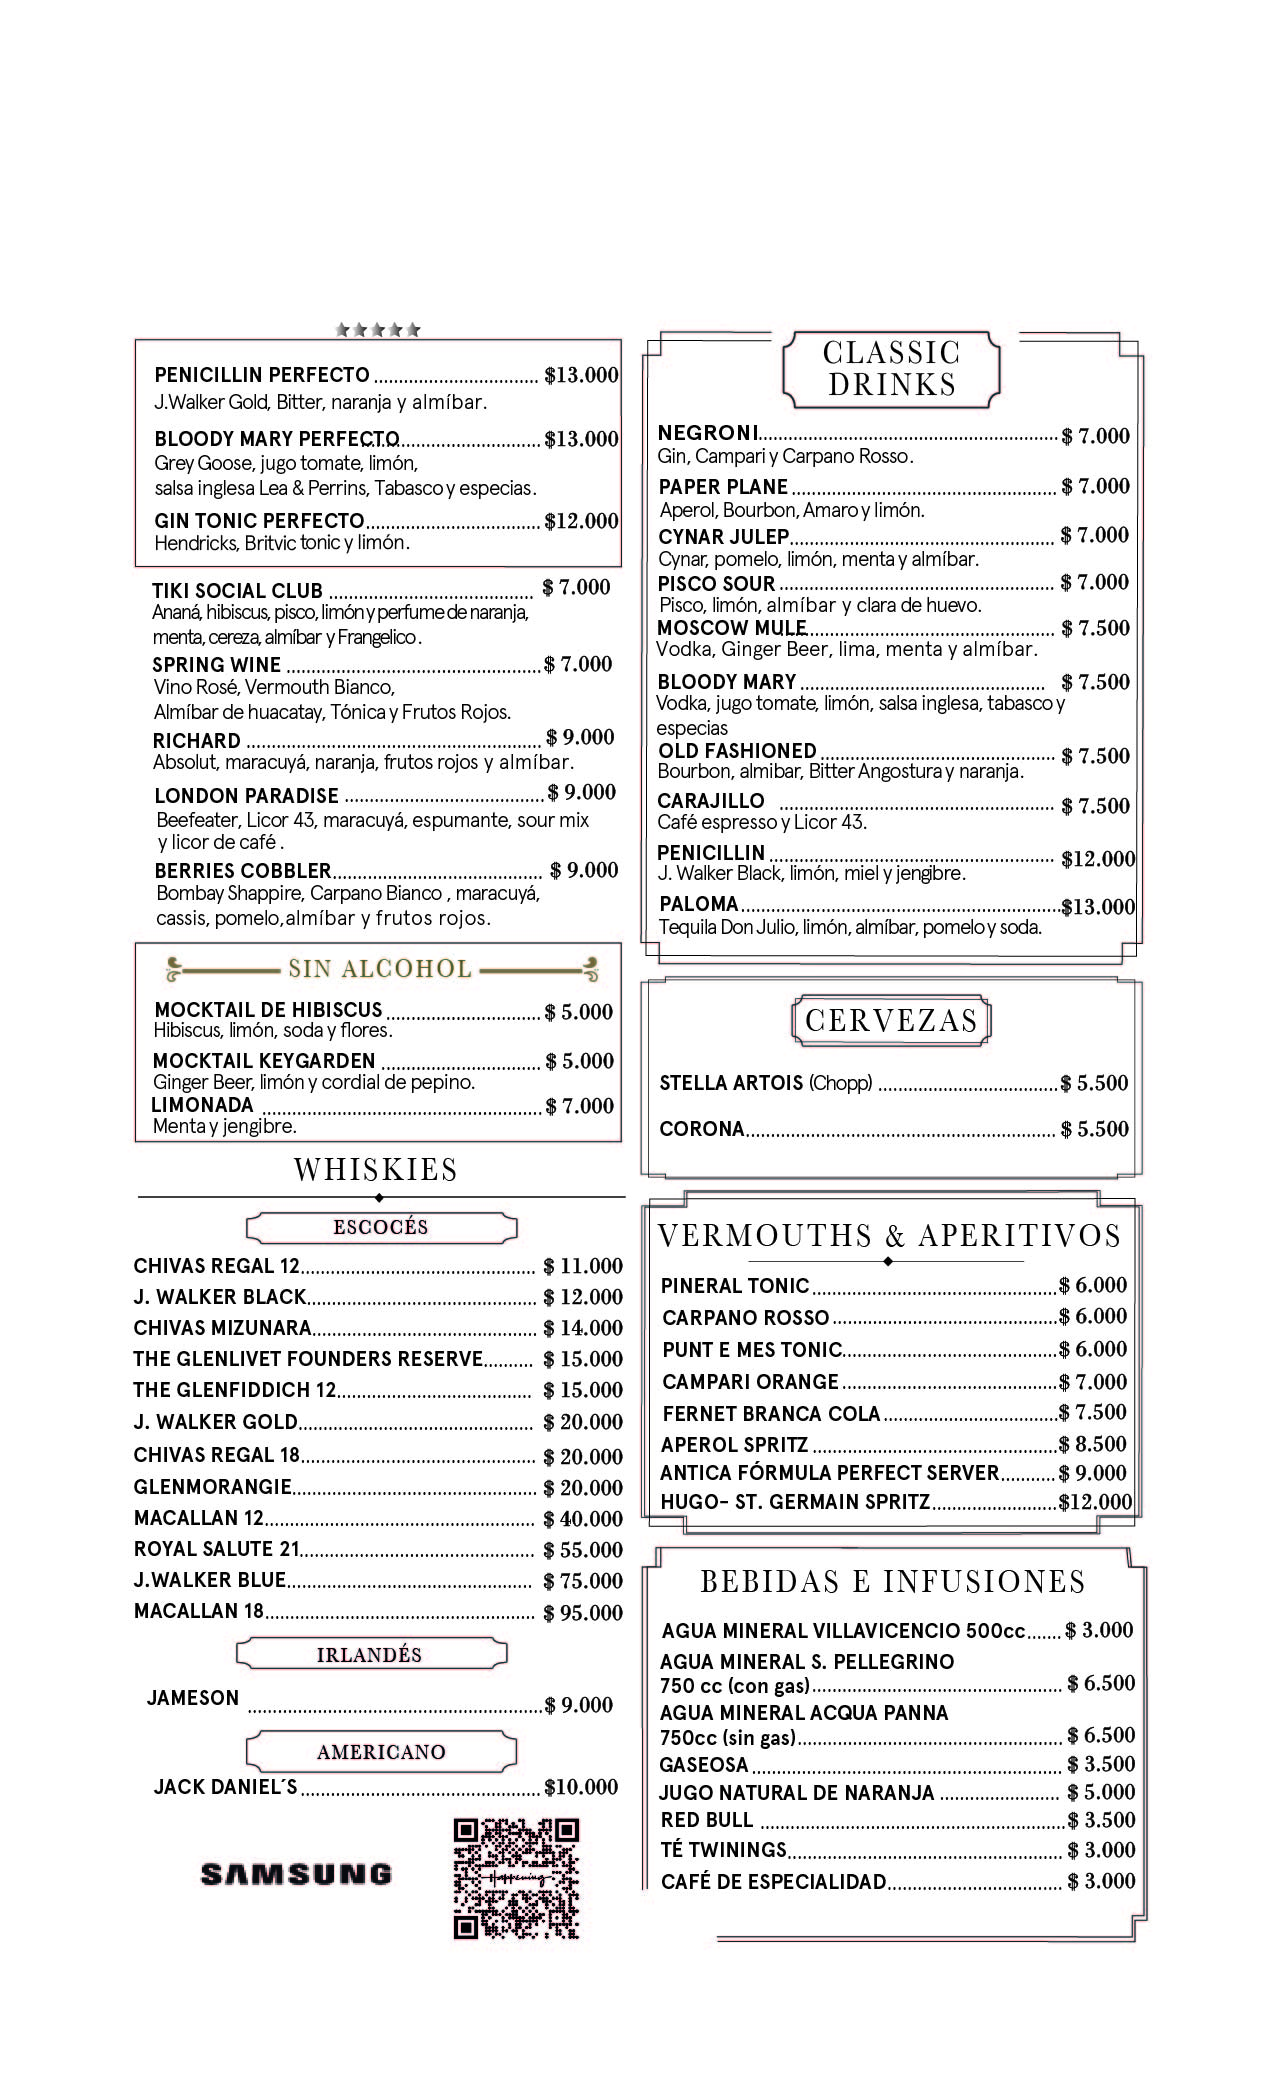 PENICILLIN PERFECTO ................................. $13.000
J.Walker Gold, Bitter, naranja y almíbar.
BLOODY MARY PERFECTO ................................. $13.000
Grey Goose, jugo tomate, limón,
salsa inglesa Lea & Perrins, Tabasco y especias.
GIN TONIC PERFECTO ................................. $12.000
Hendricks, Britvic tonic y limón.
TIKI SOCIAL CLUB ................................. $ 7.000
Ananá, hibiscus, pisco, limón y perfume de naranja,
menta, cereza, almíbar y Frangelico.
SPRING WINE ................................. $ 7.000
Vino Rosé, Vermouth Bianco,
Almíbar de huacatay, Tónica y Frutos Rojos.
RICHARD ................................. $ 9.000
Absolut, maracuyá, naranja, frutos rojos y almíbar.
LONDON PARADISE ................................. $ 9.000
Beefeater, Licor 43, maracuyá, espumante, sour mix
y licor de café .
BERRIES COBBLER ................................. $ 9.000
Bombay Shappire, Carpano Bianco , maracuyá,
cassis, pomelo,almíbar y frutos rojos.
SIN ALCOHOL
MOCKTAIL DE HIBISCUS ................................. $ 5.000
Hibiscus, limón, soda y flores.
MOCKTAIL KEYGARDEN ................................. $ 5.000
Ginger Beer, limón y cordial de pepino.
LIMONADA ................................. $ 7.000
Menta y jengibre.
WHISKIES
ESCOCÉS
CHIVAS REGAL 12 ................................. $ 11.000
J. WALKER BLACK ................................. $ 12.000
CHIVAS MIZUNARA ................................. $ 14.000
THE GLENLIVET FOUNDERS RESERVE .......... $ 15.000
THE GLENFIDDICH 12 ................................. $ 15.000
J. WALKER GOLD ................................. $ 20.000
CHIVAS REGAL 18 ................................. $ 20.000
GLENMORANGIE ................................. $ 20.000
MACALLAN 12 ................................. $ 40.000
ROYAL SALUTE 21 ................................. $ 55.000
J.WALKER BLUE ................................. $ 75.000
MACALLAN 18 ................................. $ 95.000
IRLANDÉS
JAMESON ................................. $ 9.000
AMERICANO
JACK DANIEL´S ................................. $10.000
SAMSUNG
Happening
CLASSIC
DRINKS
NEGRONI ................................. $ 7.000
Gin, Campari y Carpano Rosso.
PAPER PLANE ................................. $ 7.000
Aperol, Bourbon, Amaro y limón.
CYNAR JULEP ................................. $ 7.000
Cynar, pomelo, limón, menta y almíbar.
PISCO SOUR ................................. $ 7.000
Pisco, limón, almíbar y clara de huevo.
MOSCOW MULE ................................. $ 7.500
Vodka, Ginger Beer, lima, menta y almíbar.
BLOODY MARY ................................. $ 7.500
Vodka, jugo tomate, limón, salsa inglesa, tabasco y
especias
OLD FASHIONED ................................. $ 7.500
Bourbon, almibar, Bitter Angostura y naranja.
CARAJILLO ................................. $ 7.500
Café espresso y Licor 43.
PENICILLIN ................................. $12.000
J. Walker Black, limón, miel y jengibre.
PALOMA ................................. $13.000
Tequila Don Julio, limón, almíbar, pomelo y soda.
CERVEZAS
STELLA ARTOIS (Chopp) ................................. $ 5.500
CORONA ................................. $ 5.500
VERMOUTHS & APERITIVOS
PINERAL TONIC ................................. $ 6.000
CARPANO ROSSO ................................. $ 6.000
PUNT E MES TONIC ................................. $ 6.000
CAMPARI ORANGE ................................. $ 7.000
FERNET BRANCA COLA ................................. $ 7.500
APEROL SPRITZ ................................. $ 8.500
ANTICA FÓRMULA PERFECT SERVER ........... $ 9.000
HUGO- ST. GERMAIN SPRITZ ......................... $12.000
BEBIDAS E INFUSIONES
AGUA MINERAL VILLAVICENCIO 500cc ....... $ 3.000
AGUA MINERAL S. PELLEGRINO
750 cc (con gas) ................................. $ 6.500
AGUA MINERAL ACQUA PANNA
750cc (sin gas) ................................. $ 6.500
GASEOSA ................................. $ 3.500
JUGO NATURAL DE NARANJA ........................ $ 5.000
RED BULL ................................. $ 3.500
TÉ TWININGS ................................. $ 3.000
CAFÉ DE ESPECIALIDAD ................................. $ 3.000